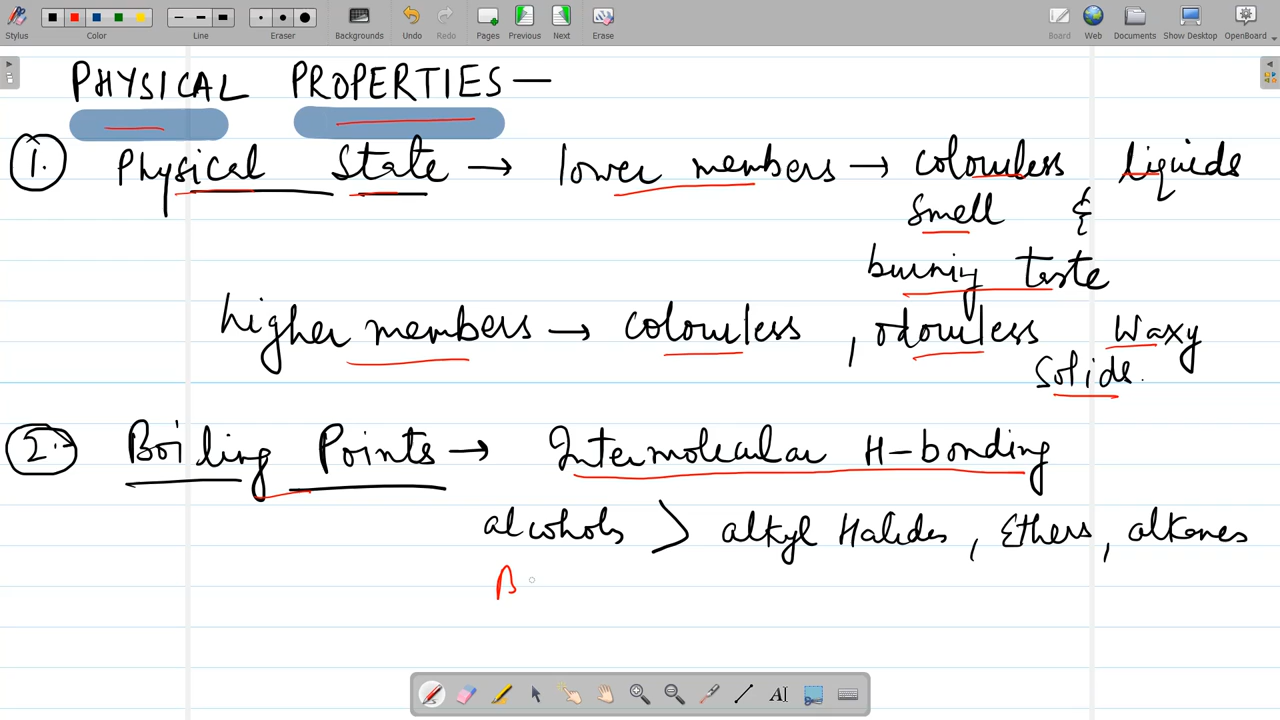 Stylus Color Line Eraser Backgrounds Undo Redo Pages Previous Next Erase Board Web Documents Show Desktop OpenBoard
PHYSICAL PROPERTIES —
1. Physical State → lower members → colourless liquids
smell &
burning taste
higher members → colourless , odourless waxy
solids.
2. Boiling Points → Intermolecular H-bonding
alcohols > alkyl Halides , Ethers , alkanes
B